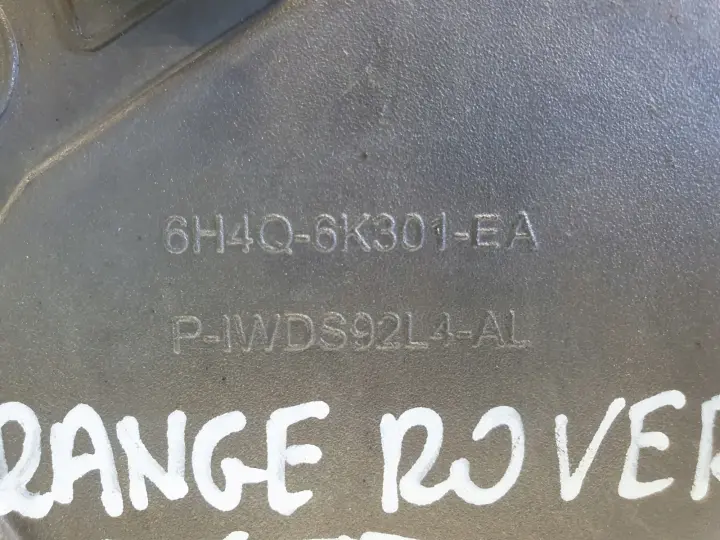 6H4Q-6K301-EA
P-IWDS92L4-AL
RANGE ROVER